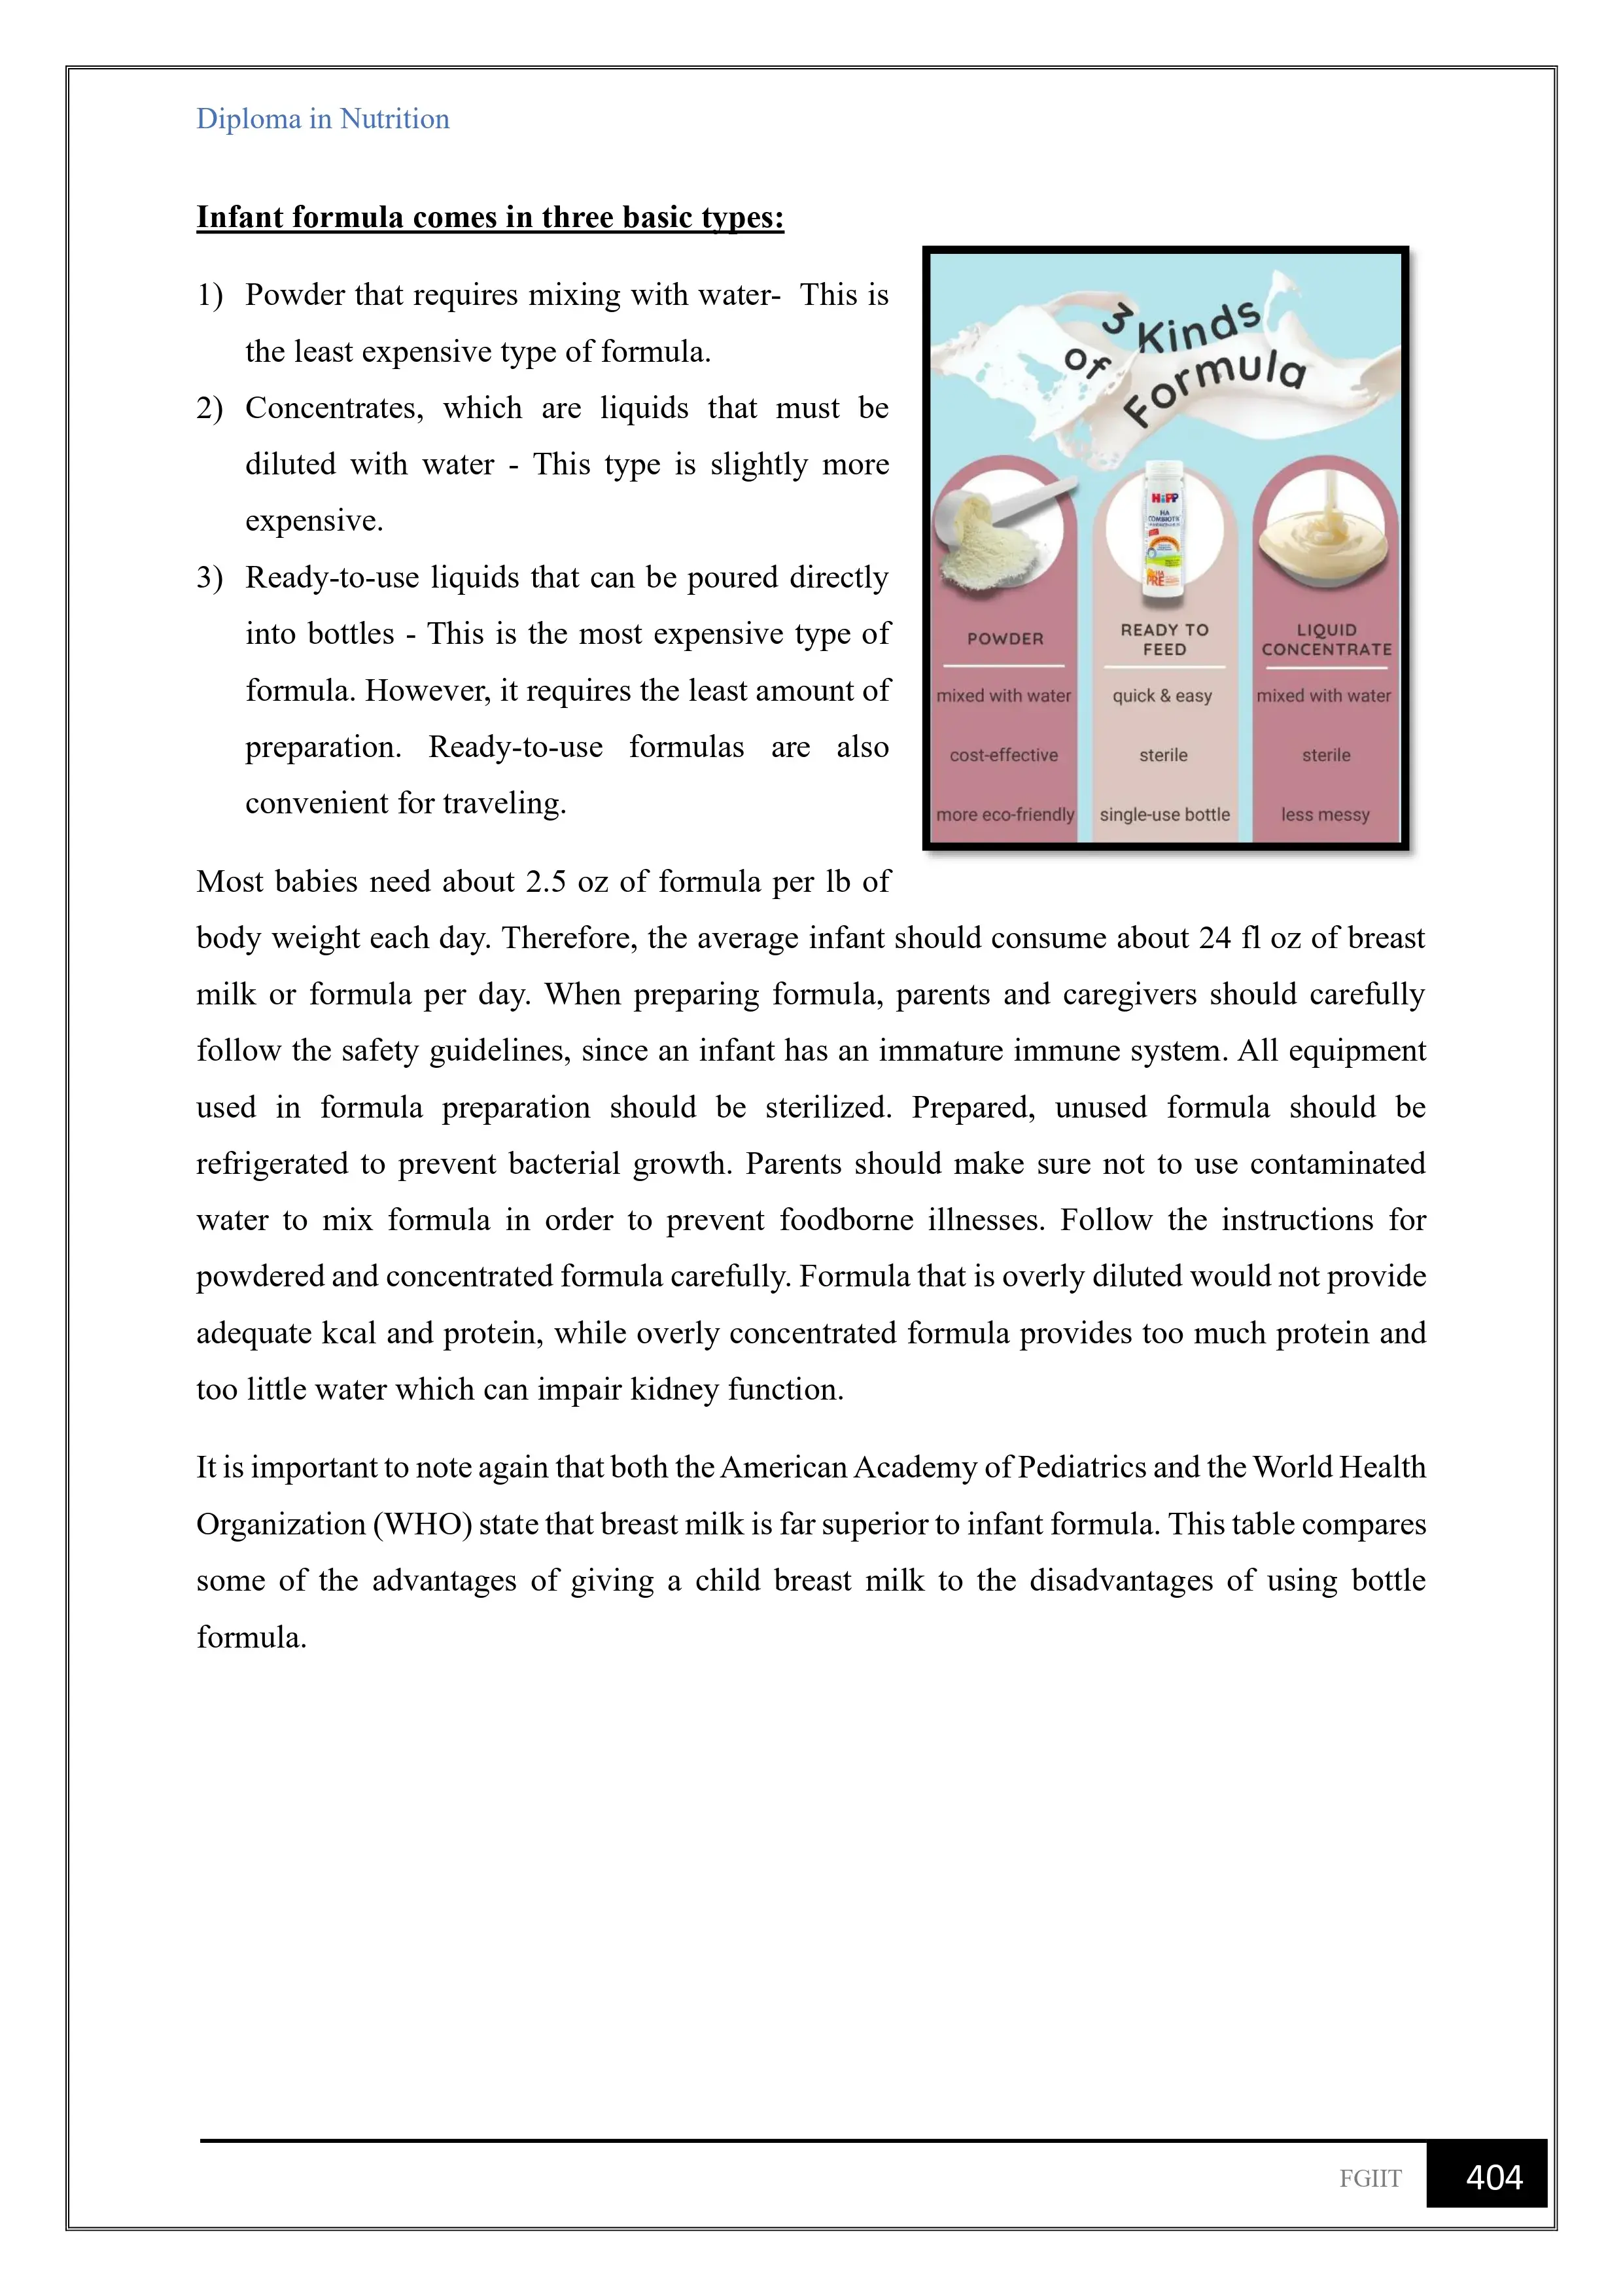 Diploma in Nutrition
Infant formula comes in three basic types:
1) Powder that requires mixing with water- This is
the least expensive type of formula.
2) Concentrates, which are liquids that must be
diluted with water - This type is slightly more
expensive.
3) Ready-to-use liquids that can be poured directly
into bottles - This is the most expensive type of
formula. However, it requires the least amount of
preparation. Ready-to-use formulas are also
convenient for traveling.
3 Kinds
of Formula
HiPP
HA
COMBIOTIK
HA
PRE
POWDER
mixed with water
cost-effective
more eco-friendly
READY TO
FEED
quick & easy
sterile
single-use bottle
LIQUID
CONCENTRATE
mixed with water
sterile
less messy
Most babies need about 2.5 oz of formula per lb of
body weight each day. Therefore, the average infant should consume about 24 fl oz of breast
milk or formula per day. When preparing formula, parents and caregivers should carefully
follow the safety guidelines, since an infant has an immature immune system. All equipment
used in formula preparation should be sterilized. Prepared, unused formula should be
refrigerated to prevent bacterial growth. Parents should make sure not to use contaminated
water to mix formula in order to prevent foodborne illnesses. Follow the instructions for
powdered and concentrated formula carefully. Formula that is overly diluted would not provide
adequate kcal and protein, while overly concentrated formula provides too much protein and
too little water which can impair kidney function.
It is important to note again that both the American Academy of Pediatrics and the World Health
Organization (WHO) state that breast milk is far superior to infant formula. This table compares
some of the advantages of giving a child breast milk to the disadvantages of using bottle
formula.
FGIIT
404